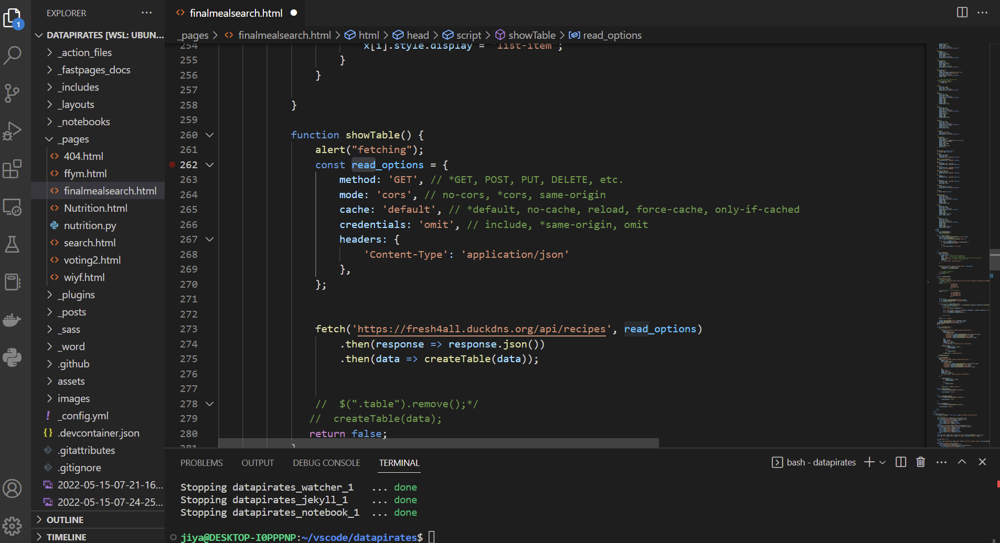 EXPLORER ···
finalmealsearch.html
1
DATAPIRATES [WSL: UBUN...
_pages > finalmealsearch.html > html > head > script > showTable > read_options
_action_files
_fastpages_docs
_includes
_layouts
_notebooks
_pages
404.html
ffym.html
finalmealsearch.html
Nutrition.html
nutrition.py
search.html
voting2.html
wiyf.html
_plugins
_posts
_sass
_word
.github
assets
images
! _config.yml
{} .devcontainer.json
.gitattributes
.gitignore
2022-05-15-07-21-16...
2022-05-15-07-24-25...
OUTLINE
TIMELINE
254 x[i].style.display = "list-item";
255 }
256 }
257
258 }
259
260 function showTable() {
261 alert("fetching");
262 const read_options = {
263 method: 'GET', // *GET, POST, PUT, DELETE, etc.
264 mode: 'cors', // no-cors, *cors, same-origin
265 cache: 'default', // *default, no-cache, reload, force-cache, only-if-cached
266 credentials: 'omit', // include, *same-origin, omit
267 headers: {
268 'Content-Type': 'application/json'
269 },
270 };
271
272
273 fetch('https://fresh4all.duckdns.org/api/recipes', read_options)
274 .then(response => response.json())
275 .then(data => createTable(data));
276
277
278 // $(".table").remove();*/
279 // createTable(data);
280 return false;
281 }
PROBLEMS OUTPUT DEBUG CONSOLE TERMINAL
bash - datapirates
Stopping datapirates_watcher_1 ... done
Stopping datapirates_jekyll_1 ... done
Stopping datapirates_notebook_1 ... done
jiya@DESKTOP-I0PPPNP:~/vscode/datapirates$